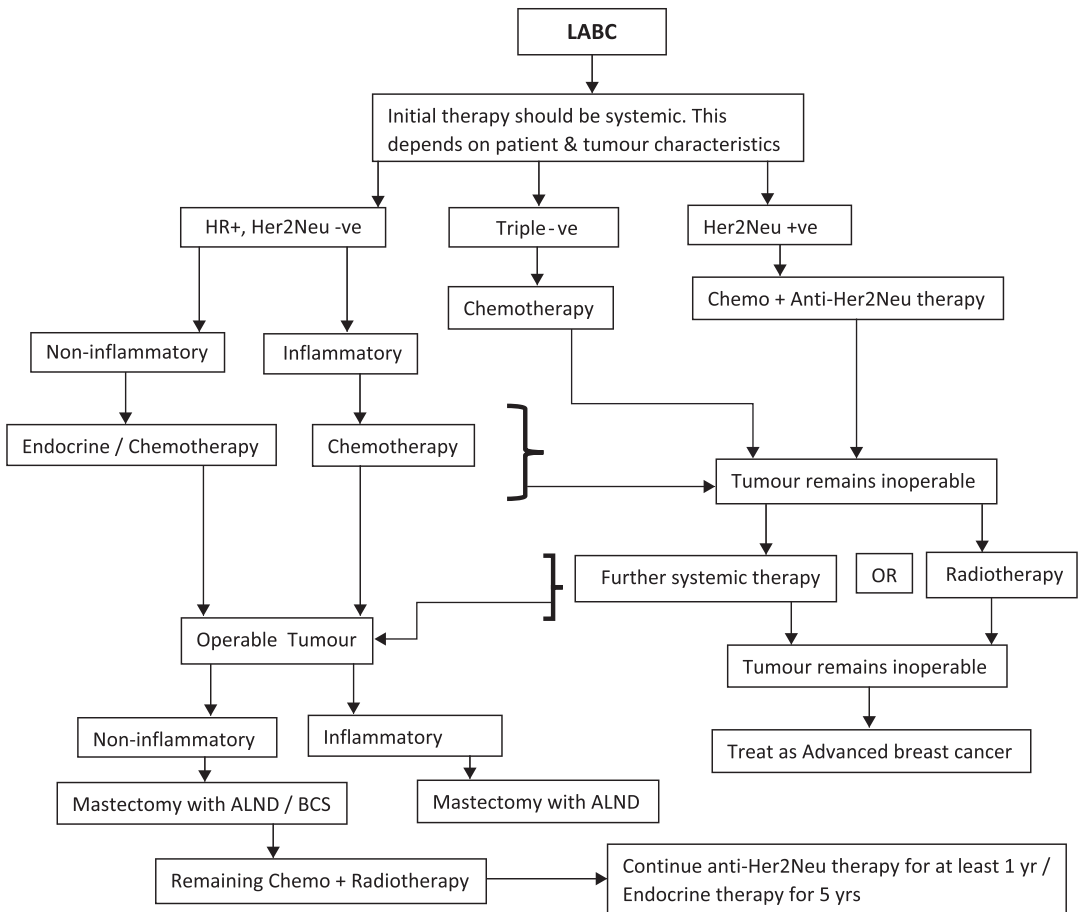 LABC
Initial therapy should be systemic. This
depends on patient & tumour characteristics
HR+, Her2Neu -ve
Triple-ve
Her2Neu +ve
Chemotherapy
Chemo + Anti-Her2Neu therapy
Non-inflammatory
Inflammatory
Endocrine / Chemotherapy
Chemotherapy
Tumour remains inoperable
Further systemic therapy
OR
Radiotherapy
Operable Tumour
Tumour remains inoperable
Non-inflammatory
Inflammatory
Treat as Advanced breast cancer
Mastectomy with ALND / BCS
Mastectomy with ALND
Remaining Chemo + Radiotherapy
Continue anti-Her2Neu therapy for at least 1 yr /
Endocrine therapy for 5 yrs